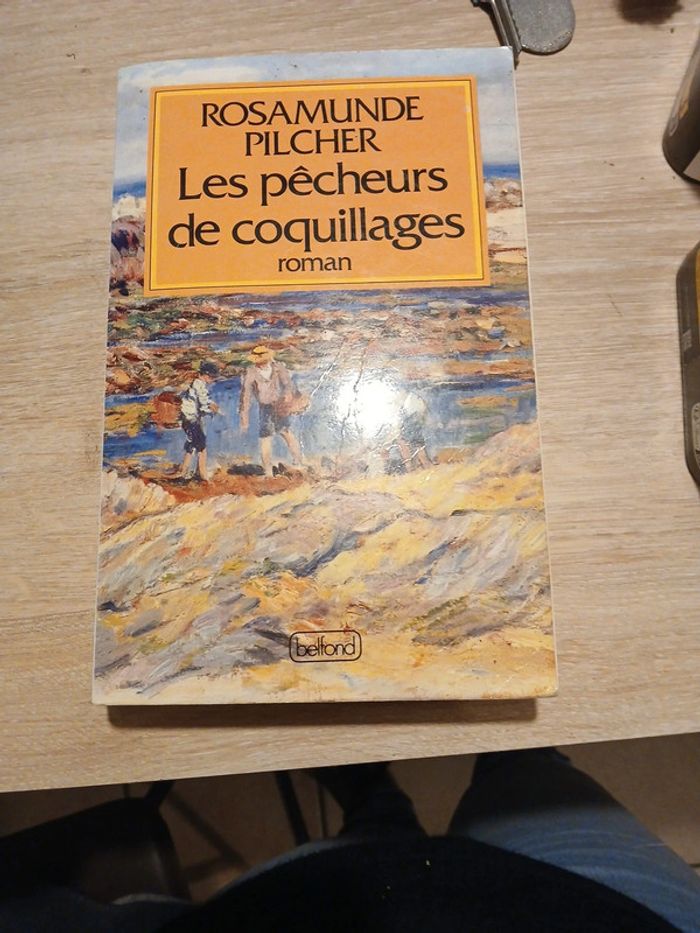 ROSAMUNDE
PILCHER
Les pêcheurs
de coquillages
roman
belfond